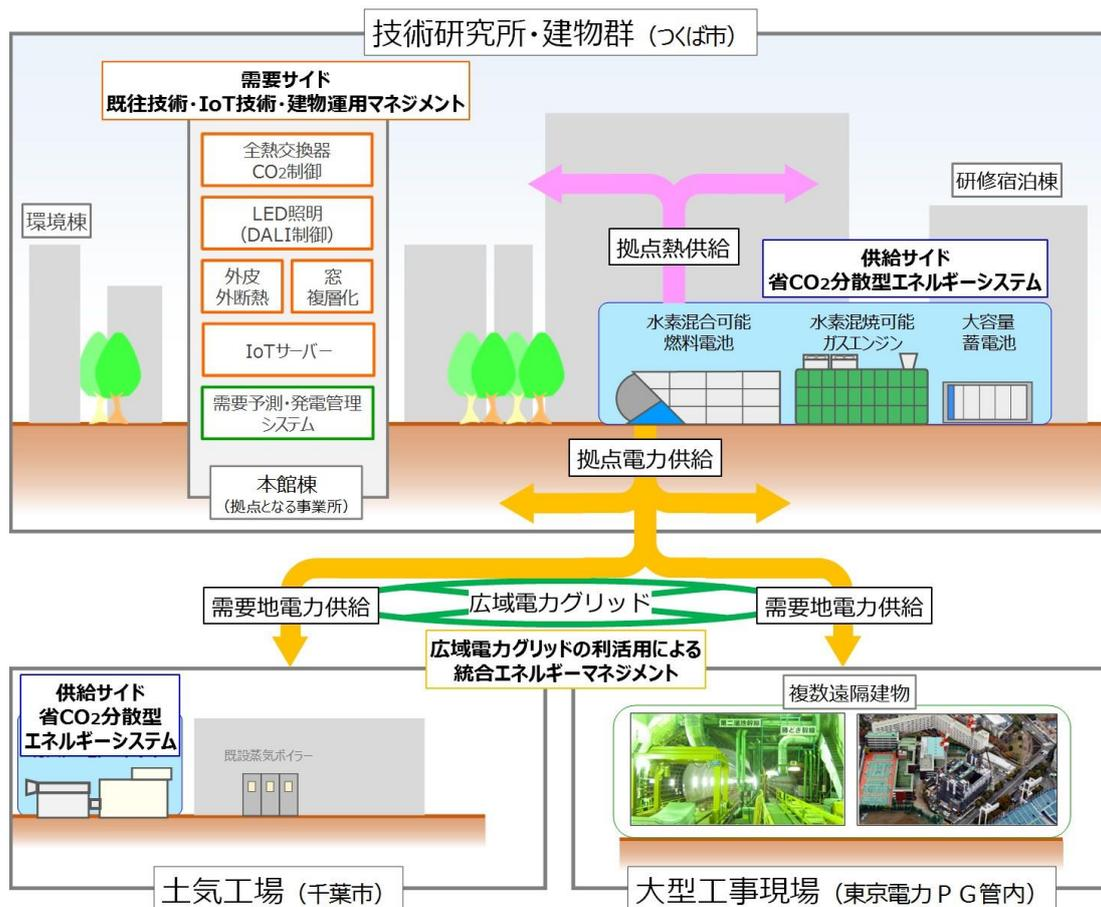 技術研究所・建物群（つくば市）
需要サイド
既往技術・IoT技術・建物運用マネジメント
全熱交換器
CO2制御
LED照明
（DALI制御）
外皮
外断熱
窓
複層化
IoTサーバー
需要予測・発電管理
システム
本館棟
（拠点となる事業所）
環境棟
研修宿泊棟
拠点熱供給
供給サイド
省CO2分散型エネルギーシステム
水素混合可能
燃料電池
水素混焼可能
ガスエンジン
大容量
蓄電池
拠点電力供給
需要地電力供給
広域電力グリッド
需要地電力供給
広域電力グリッドの利活用による
統合エネルギーマネジメント
供給サイド
省CO2分散型
エネルギーシステム
既設蒸気ボイラー
土気工場（千葉市）
複数遠隔建物
第二溜池幹線
勝どき幹線
大型工事現場（東京電力ＰＧ管内）